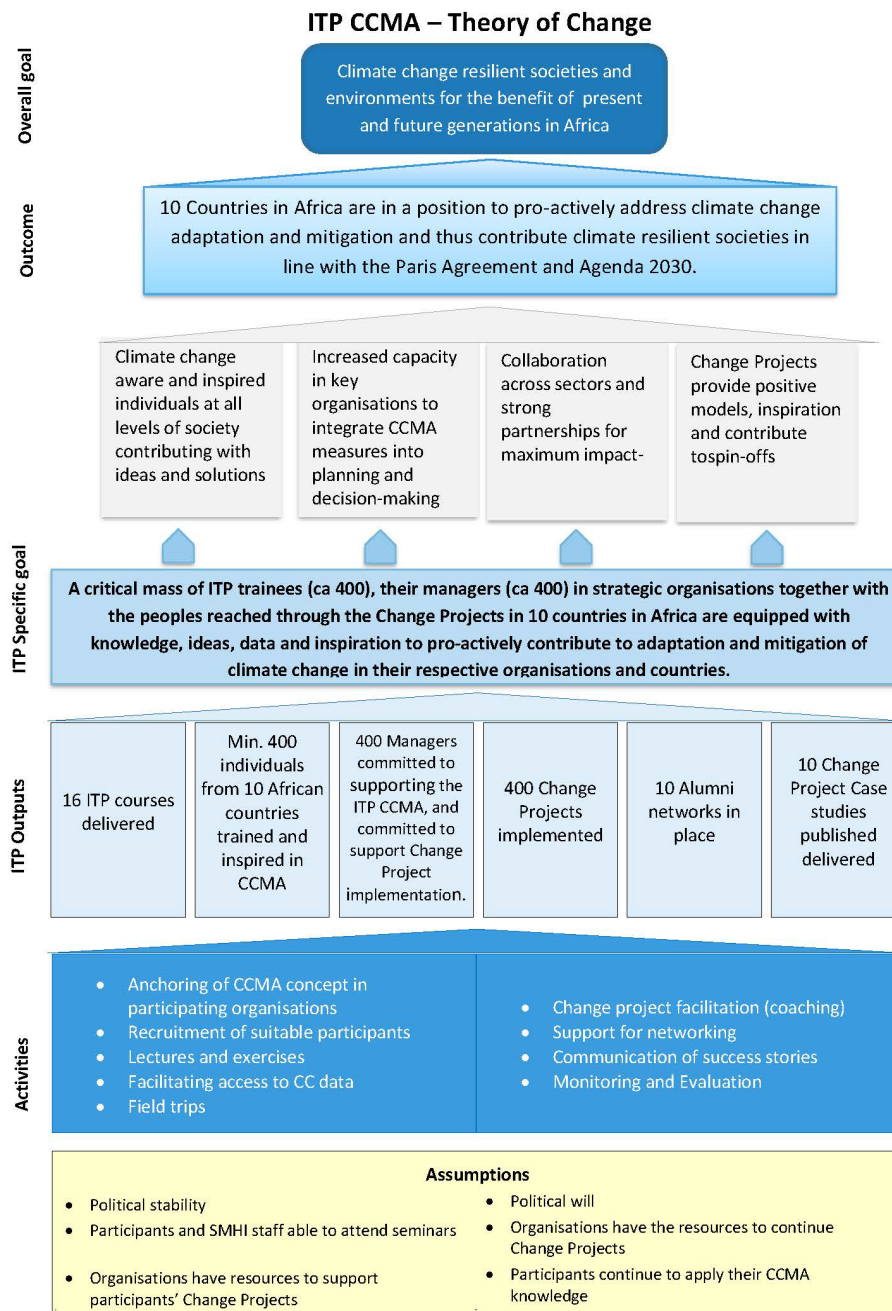 ITP CCMA – Theory of Change
Overall goal
Climate change resilient societies and
environments for the benefit of present
and future generations in Africa
Outcome
10 Countries in Africa are in a position to pro-actively address climate change
adaptation and mitigation and thus contribute climate resilient societies in
line with the Paris Agreement and Agenda 2030.
Climate change
aware and inspired
individuals at all
levels of society
contributing with
ideas and solutions
Increased capacity
in key
organisations to
integrate CCMA
measures into
planning and
decision-making
Collaboration
across sectors and
strong
partnerships for
maximum impact-
Change Projects
provide positive
models, inspiration
and contribute
tospin-offs
ITP Specific goal
A critical mass of ITP trainees (ca 400), their managers (ca 400) in strategic organisations together with
the peoples reached through the Change Projects in 10 countries in Africa are equipped with
knowledge, ideas, data and inspiration to pro-actively contribute to adaptation and mitigation of
climate change in their respective organisations and countries.
ITP Outputs
16 ITP courses
delivered
Min. 400
individuals
from 10 African
countries
trained and
inspired in
CCMA
400 Managers
committed to
supporting the
ITP CCMA, and
committed to
support Change
Project
implementation.
400 Change
Projects
implemented
10 Alumni
networks in
place
10 Change
Project Case
studies
published
delivered
Activities
• Anchoring of CCMA concept in
participating organisations
• Recruitment of suitable participants
• Lectures and exercises
• Facilitating access to CC data
• Field trips
• Change project facilitation (coaching)
• Support for networking
• Communication of success stories
• Monitoring and Evaluation
Assumptions
• Political stability
• Participants and SMHI staff able to attend seminars
• Organisations have resources to support
participants' Change Projects
• Political will
• Organisations have the resources to continue
Change Projects
• Participants continue to apply their CCMA
knowledge